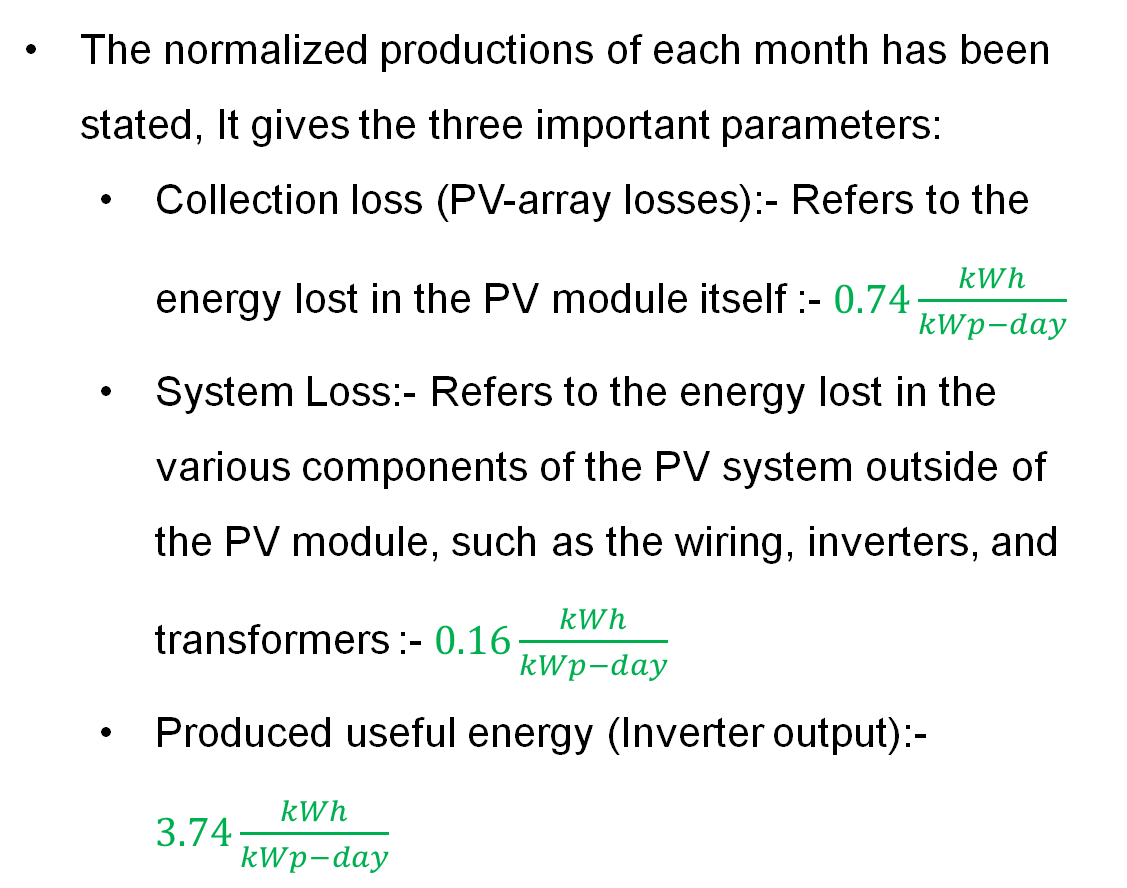 • The normalized productions of each month has been
stated, It gives the three important parameters:
• Collection loss (PV-array losses):- Refers to the
energy lost in the PV module itself :- 0.74 kWh/kWp−day
• System Loss:- Refers to the energy lost in the
various components of the PV system outside of
the PV module, such as the wiring, inverters, and
transformers :- 0.16 kWh/kWp−day
• Produced useful energy (Inverter output):-
3.74 kWh/kWp−day